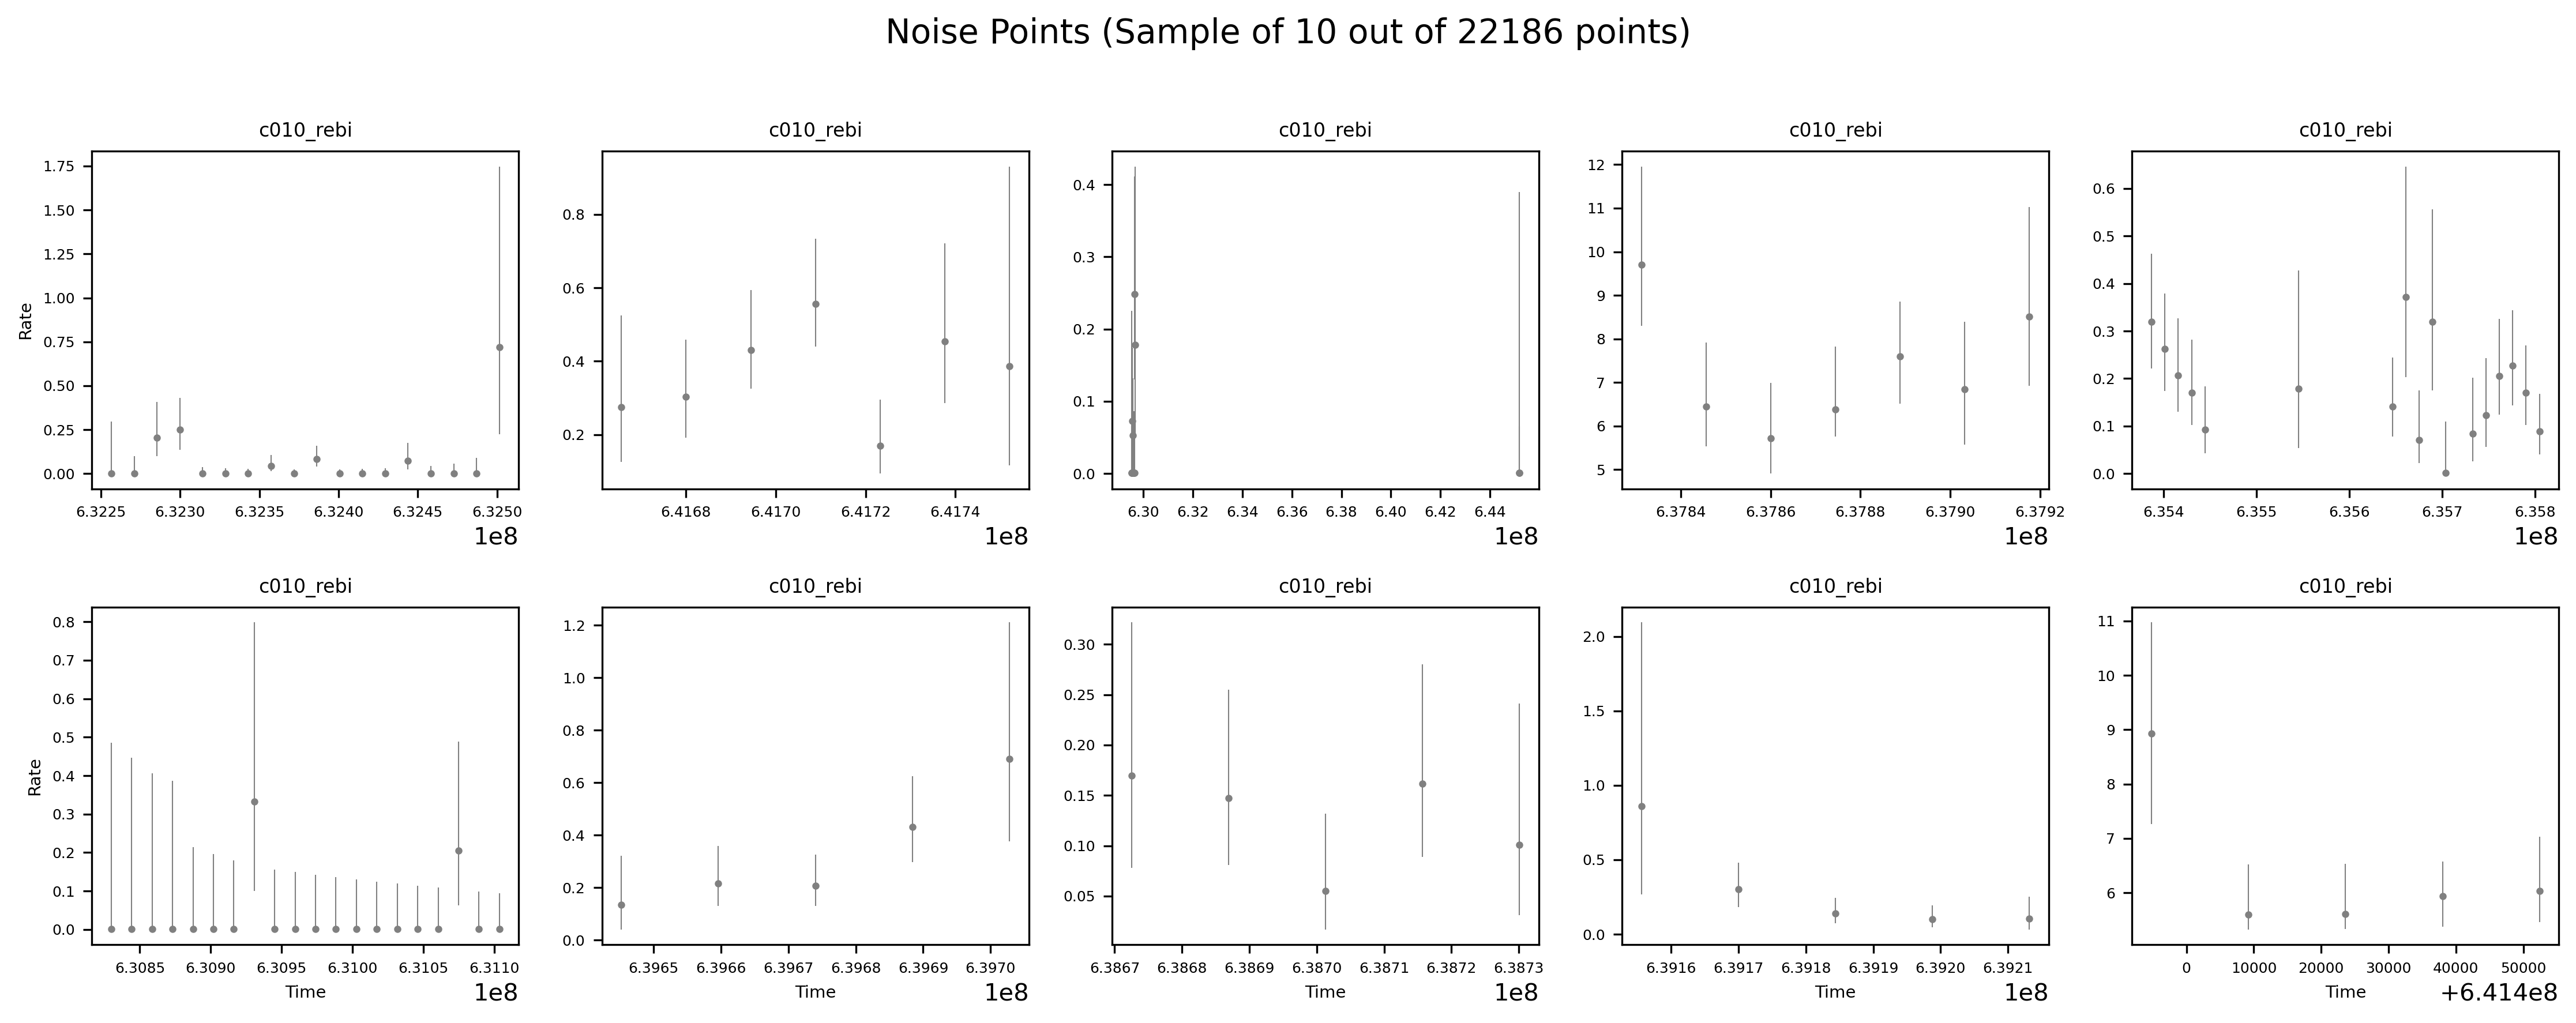 Noise Points (Sample of 10 out of 22186 points)
c010_rebi c010_rebi c010_rebi c010_rebi c010_rebi
Rate
1.75
1.50
1.25
1.00
0.75
0.50
0.25
0.00
6.3225 6.3230 6.3235 6.3240 6.3245 6.3250
1e8
0.8
0.6
0.4
0.2
6.4168 6.4170 6.4172 6.4174
1e8
0.4
0.3
0.2
0.1
0.0
6.30 6.32 6.34 6.36 6.38 6.40 6.42 6.44
1e8
12
11
10
9
8
7
6
5
6.3784 6.3786 6.3788 6.3790 6.3792
1e8
0.6
0.5
0.4
0.3
0.2
0.1
0.0
6.354 6.355 6.356 6.357 6.358
1e8
c010_rebi c010_rebi c010_rebi c010_rebi c010_rebi
Rate
0.8
0.7
0.6
0.5
0.4
0.3
0.2
0.1
0.0
6.3085 6.3090 6.3095 6.3100 6.3105 6.3110
Time
1e8
1.2
1.0
0.8
0.6
0.4
0.2
0.0
6.3965 6.3966 6.3967 6.3968 6.3969 6.3970
Time
1e8
0.30
0.25
0.20
0.15
0.10
0.05
6.3867 6.3868 6.3869 6.3870 6.3871 6.3872 6.3873
Time
1e8
2.0
1.5
1.0
0.5
0.0
6.3916 6.3917 6.3918 6.3919 6.3920 6.3921
Time
1e8
11
10
9
8
7
6
0 10000 20000 30000 40000 50000
Time
+6.414e8